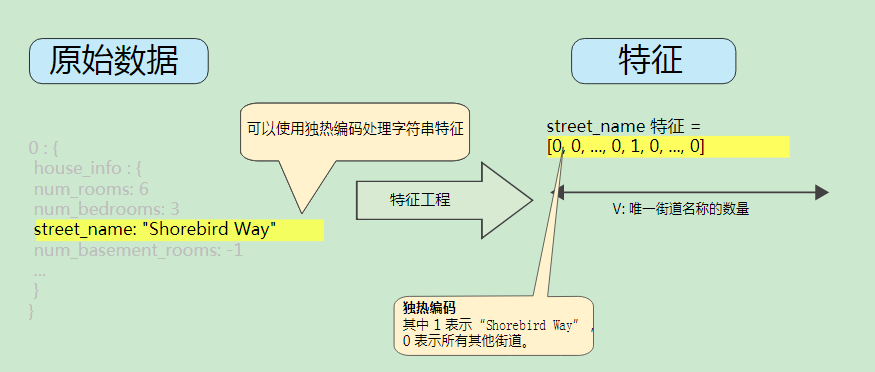 原始数据
特征
可以使用独热编码处理字符串特征
0 : {
house_info : {
num_rooms: 6
num_bedrooms: 3
street_name: "Shorebird Way"
num_basement_rooms: -1
...
}
}
特征工程
street_name 特征 =
[0, 0, ..., 0, 1, 0, ..., 0]
V: 唯一街道名称的数量
独热编码
其中 1 表示“Shorebird Way”,
0 表示所有其他街道。